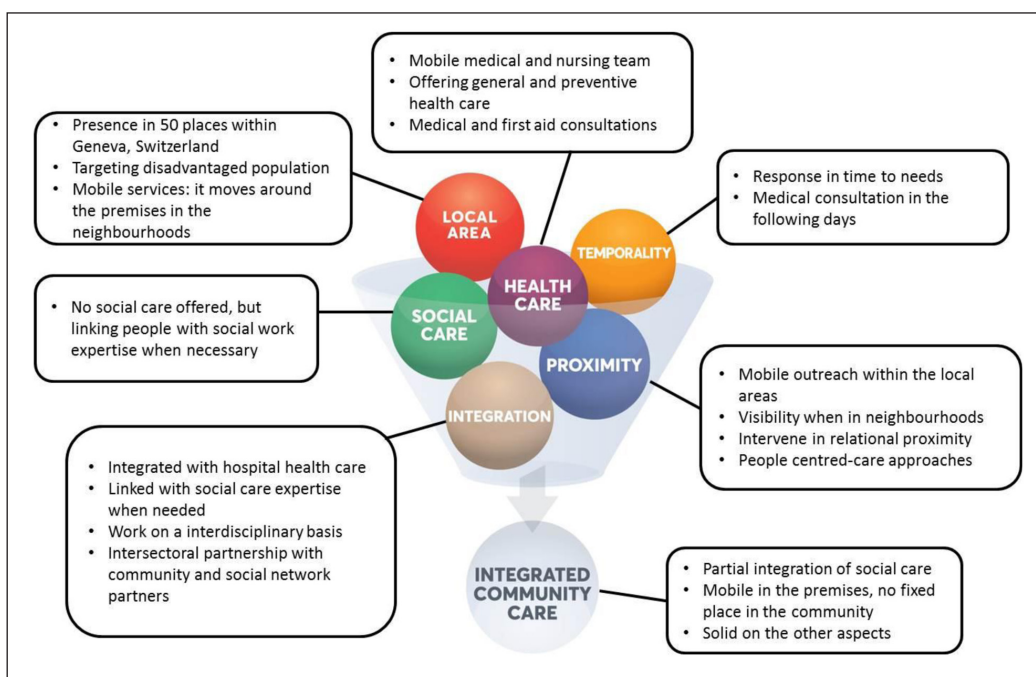 • Mobile medical and nursing team
• Offering general and preventive
health care
• Medical and first aid consultations
• Presence in 50 places within
Geneva, Switzerland
• Targeting disadvantaged population
• Mobile services: it moves around
the premises in the
neighbourhoods
• Response in time to needs
• Medical consultation in the
following days
LOCAL
AREA
TEMPORALITY
HEALTH
CARE
• No social care offered, but
linking people with social work
expertise when necessary
SOCIAL
CARE
PROXIMITY
• Mobile outreach within the local
areas
• Visibility when in neighbourhoods
• Intervene in relational proximity
• People centred-care approaches
INTEGRATION
• Integrated with hospital health care
• Linked with social care expertise
when needed
• Work on a interdisciplinary basis
• Intersectoral partnership with
community and social network
partners
INTEGRATED
COMMUNITY
CARE
• Partial integration of social care
• Mobile in the premises, no fixed
place in the community
• Solid on the other aspects